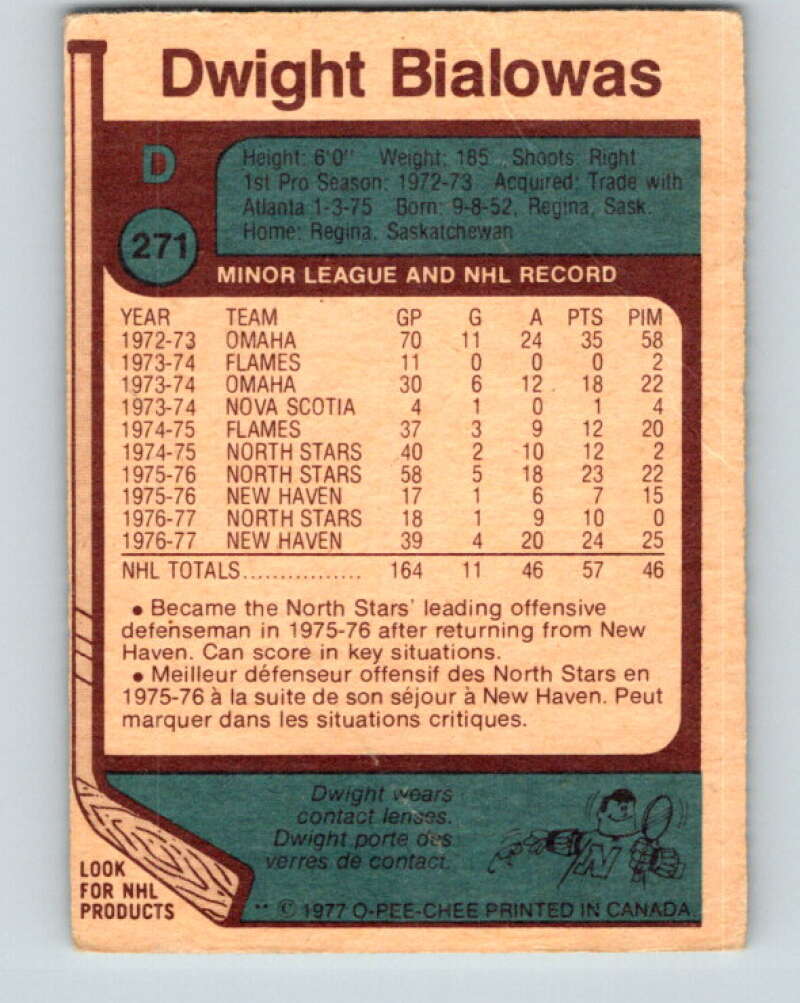 Dwight Bialowas
D
271
Height: 6'0" Weight: 185 Shoots: Right
1st Pro Season: 1972-73 Acquired: Trade with
Atlanta 1-3-75 Born: 9-8-52, Regina, Sask.
Home: Regina, Saskatchewan
MINOR LEAGUE AND NHL RECORD
YEAR TEAM GP G A PTS PIM
1972-73 OMAHA 70 11 24 35 58
1973-74 FLAMES 11 0 0 0 2
1973-74 OMAHA 30 6 12 18 22
1973-74 NOVA SCOTIA 4 1 0 1 4
1974-75 FLAMES 37 3 9 12 20
1974-75 NORTH STARS 40 2 10 12 2
1975-76 NORTH STARS 58 5 18 23 22
1975-76 NEW HAVEN 17 1 6 7 15
1976-77 NORTH STARS 18 1 9 10 0
1976-77 NEW HAVEN 39 4 20 24 25
NHL TOTALS................ 164 11 46 57 46
• Became the North Stars' leading offensive
defenseman in 1975-76 after returning from New
Haven. Can score in key situations.
• Meilleur défenseur offensif des North Stars en
1975-76 à la suite de son séjour à New Haven. Peut
marquer dans les situations critiques.
Dwight wears
contact lenses.
Dwight porte des
verres de contact.
N
LOOK
FOR NHL
PRODUCTS
** © 1977 O-PEE-CHEE PRINTED IN CANADA